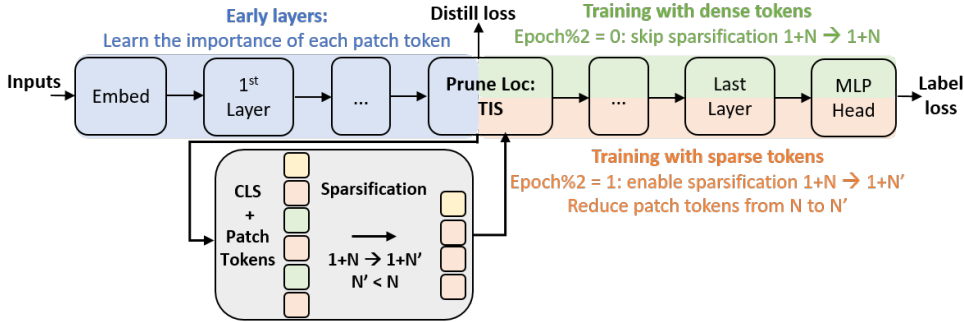 Early layers:
Learn the importance of each patch token
Distill loss
Training with dense tokens
Epoch%2 = 0: skip sparsification 1+N → 1+N
Inputs
Embed
1st
Layer
...
Prune Loc:
TIS
...
Last
Layer
MLP
Head
Label
loss
CLS
+
Patch
Tokens
Sparsification
1+N → 1+N'
N' < N
Training with sparse tokens
Epoch%2 = 1: enable sparsification 1+N → 1+N'
Reduce patch tokens from N to N'